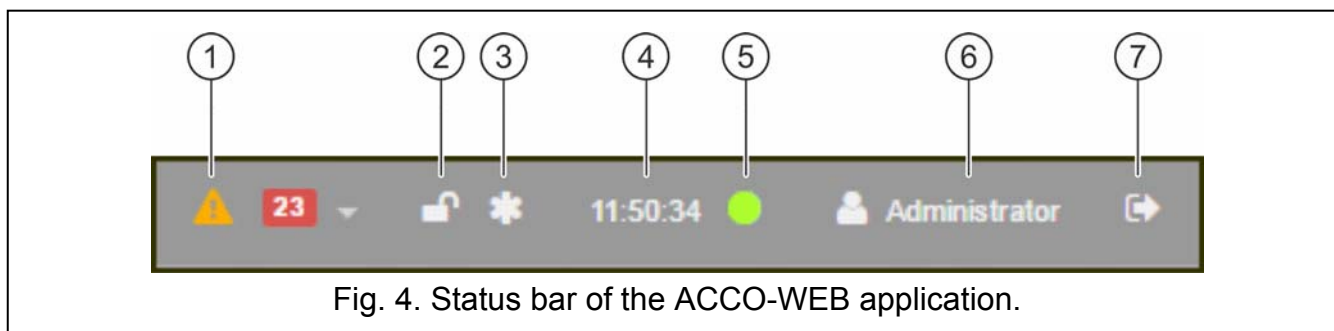 1 2 3 4 5 6 7
23 11:50:34 Administrator
Fig. 4. Status bar of the ACCO-WEB application.